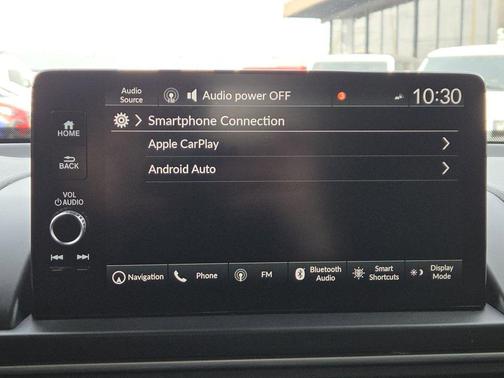 Audio
Source
Audio power OFF
3
10:30
HOME
Smartphone Connection
Apple CarPlay
BACK
Android Auto
VOL
AUDIO
Navigation
Phone
FM
Bluetooth
Audio
Smart
Shortcuts
Display
Mode